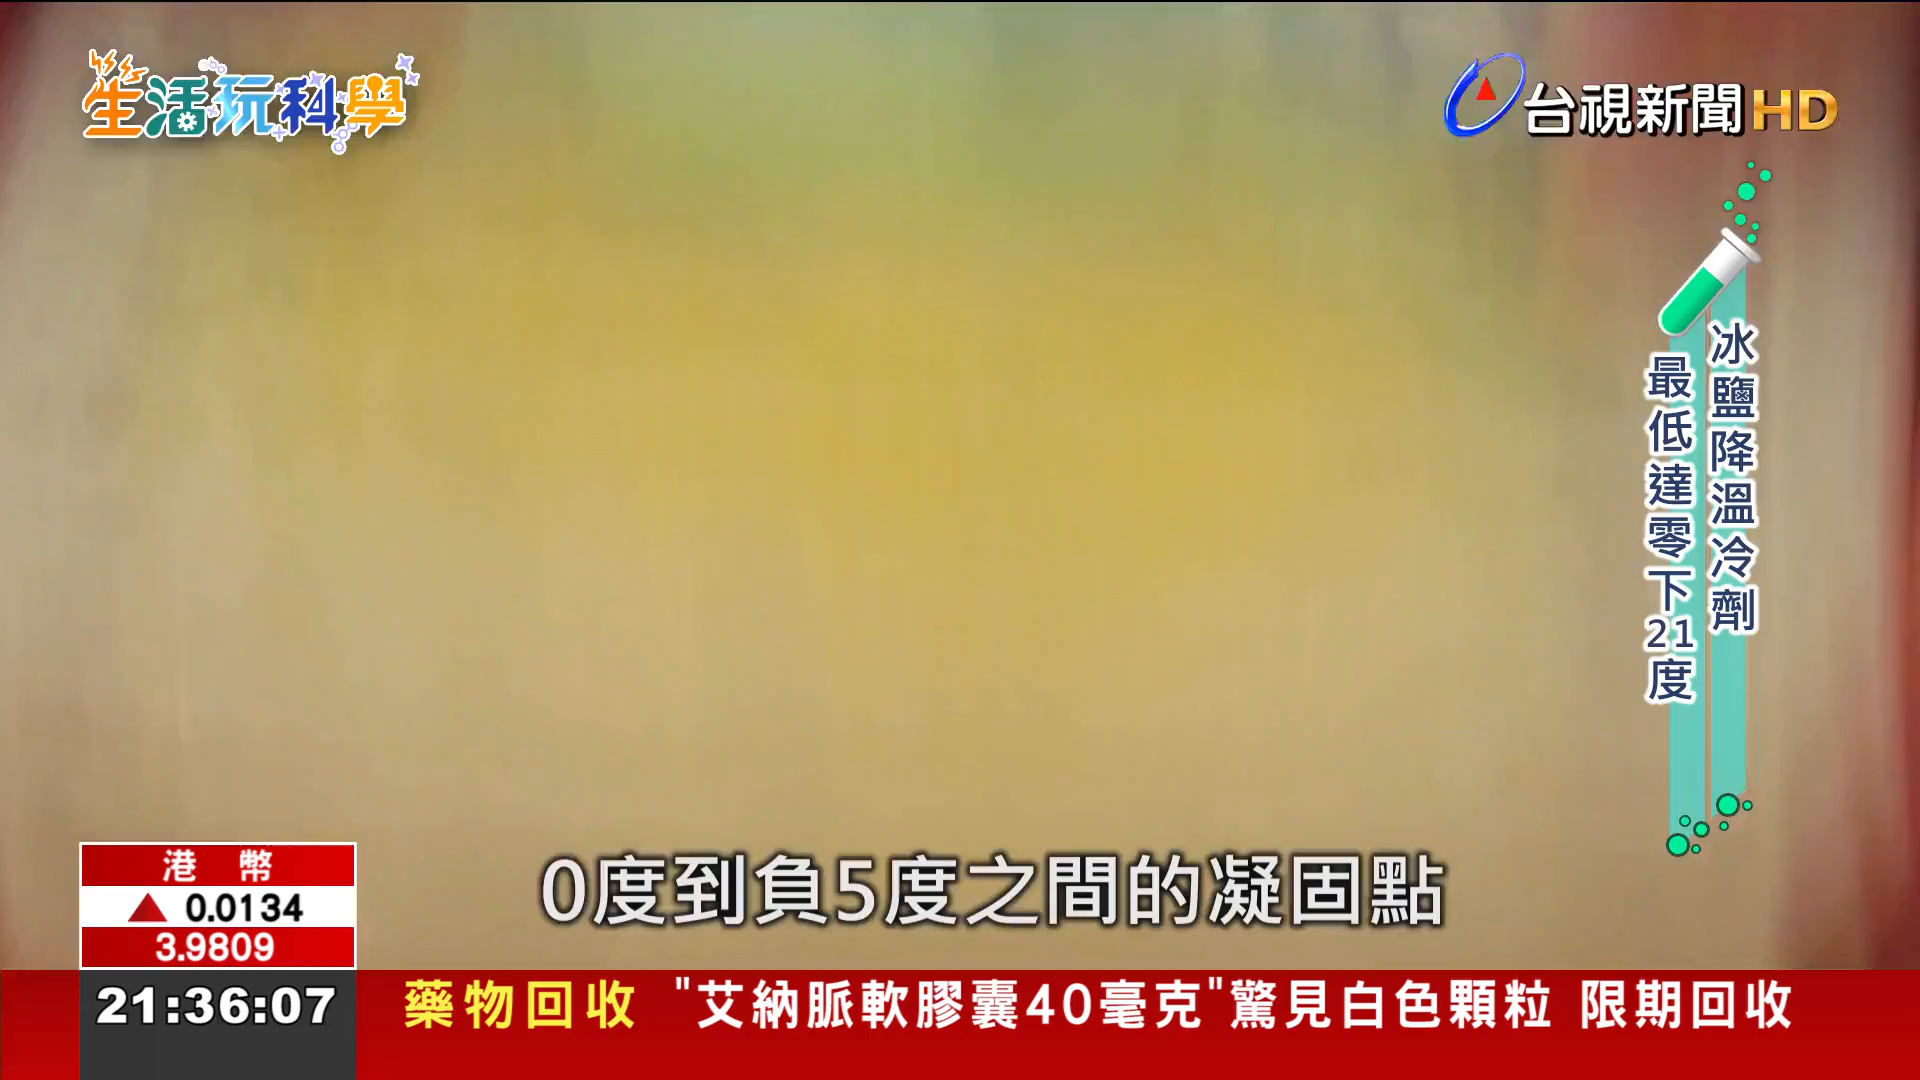 生活玩科學
台視新聞HD
冰鹽降溫冷劑
最低達零下21度
0度到負5度之間的凝固點
港幣
▲ 0.0134
3.9809
21:36:07
藥物回收 "艾納脈軟膠囊40毫克"驚見白色顆粒 限期回收